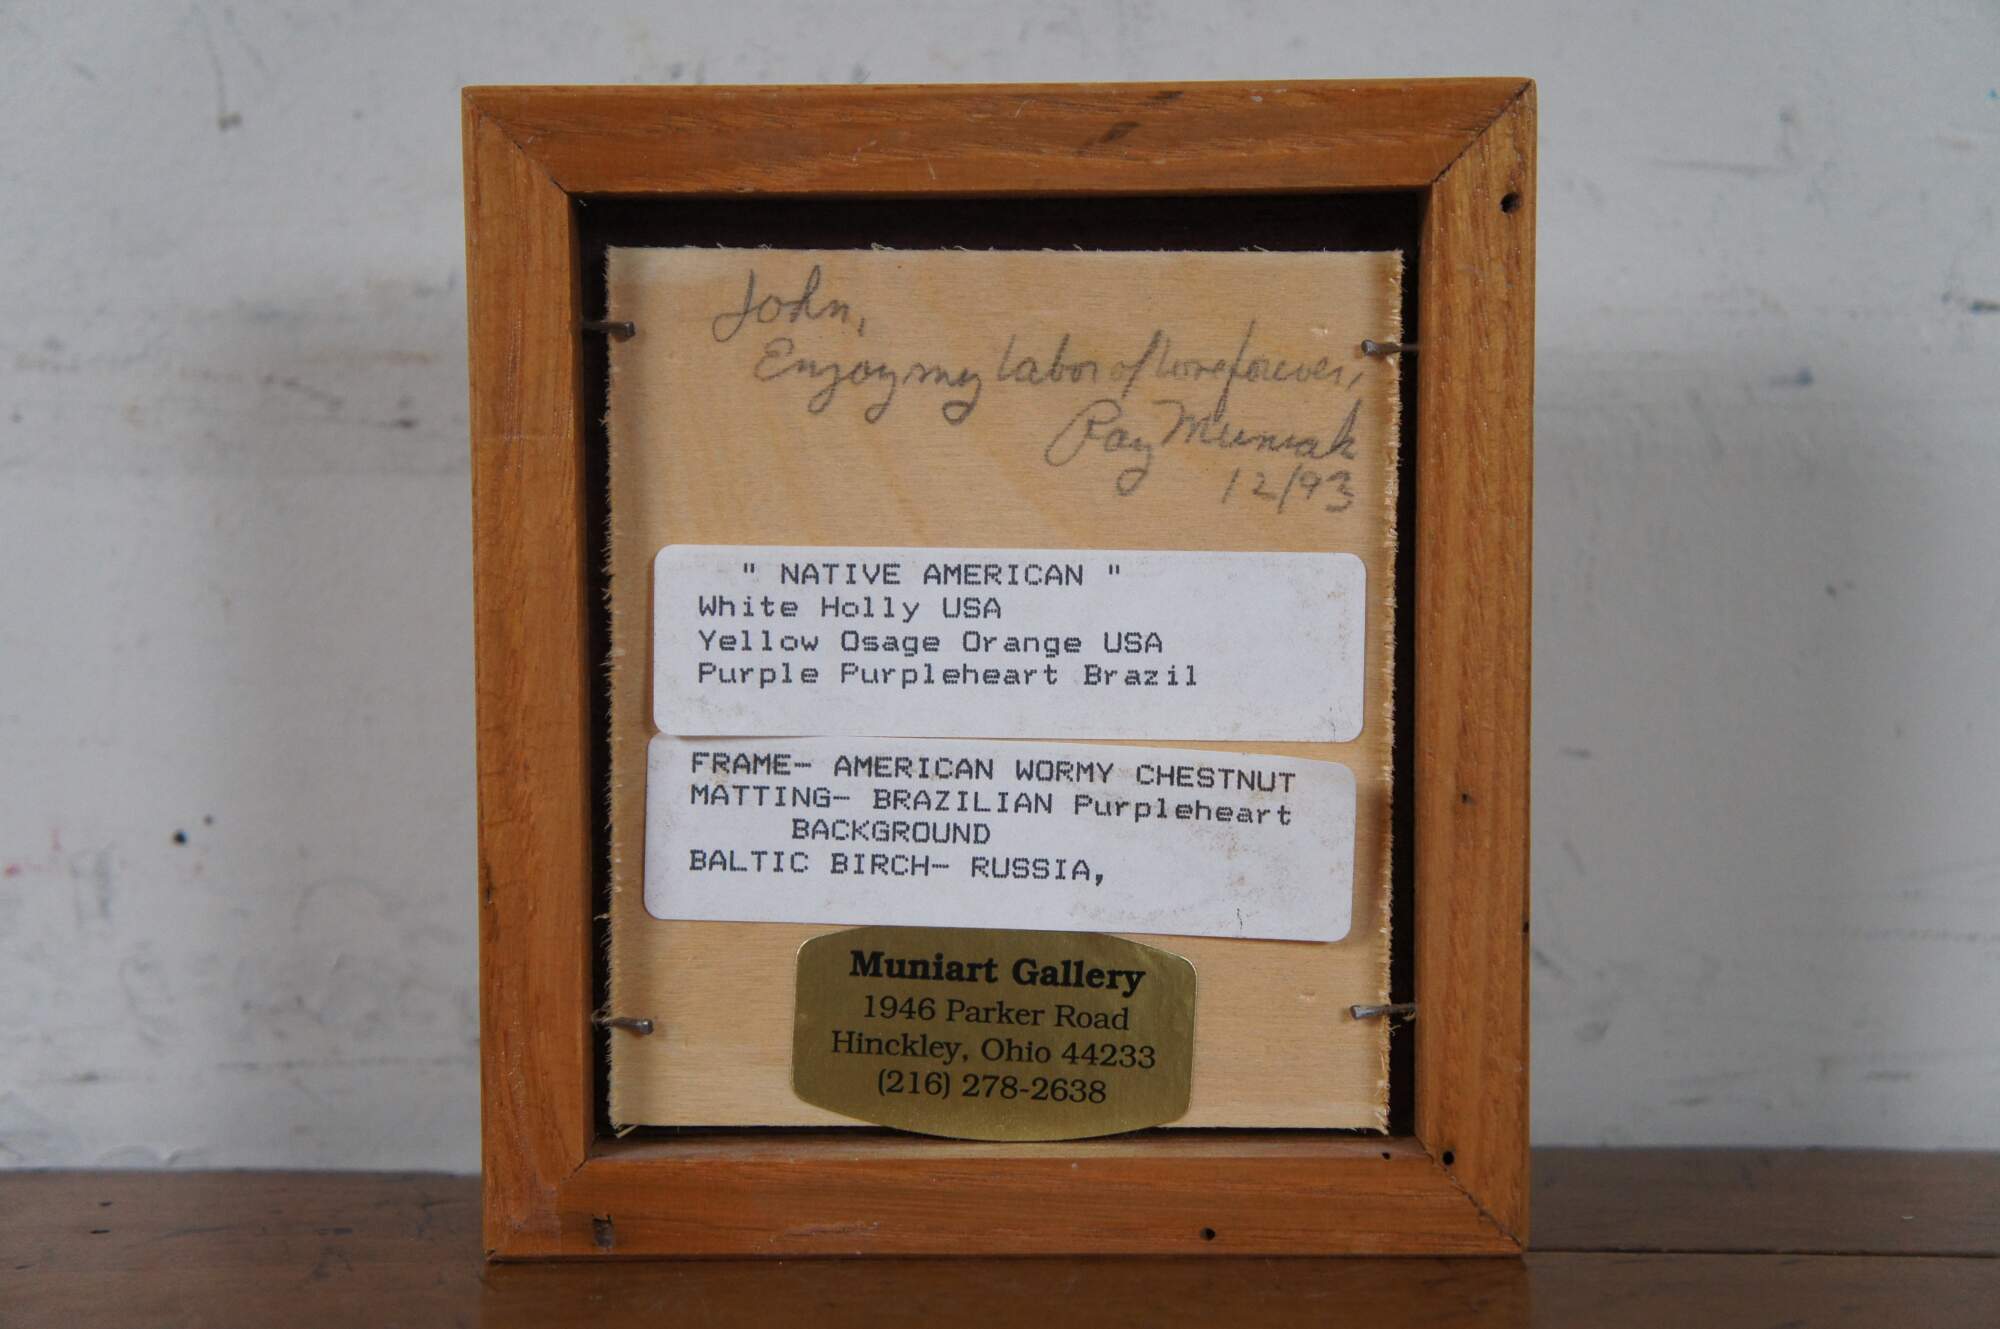 John,
Enjoy my labor of love forever,
Ray Muniak
12/93
" NATIVE AMERICAN "
White Holly USA
Yellow Osage Orange USA
Purple Purpleheart Brazil
FRAME- AMERICAN WORMY CHESTNUT
MATTING- BRAZILIAN Purpleheart
BACKGROUND
BALTIC BIRCH- RUSSIA,
Muniart Gallery
1946 Parker Road
Hinckley, Ohio 44233
(216) 278-2638